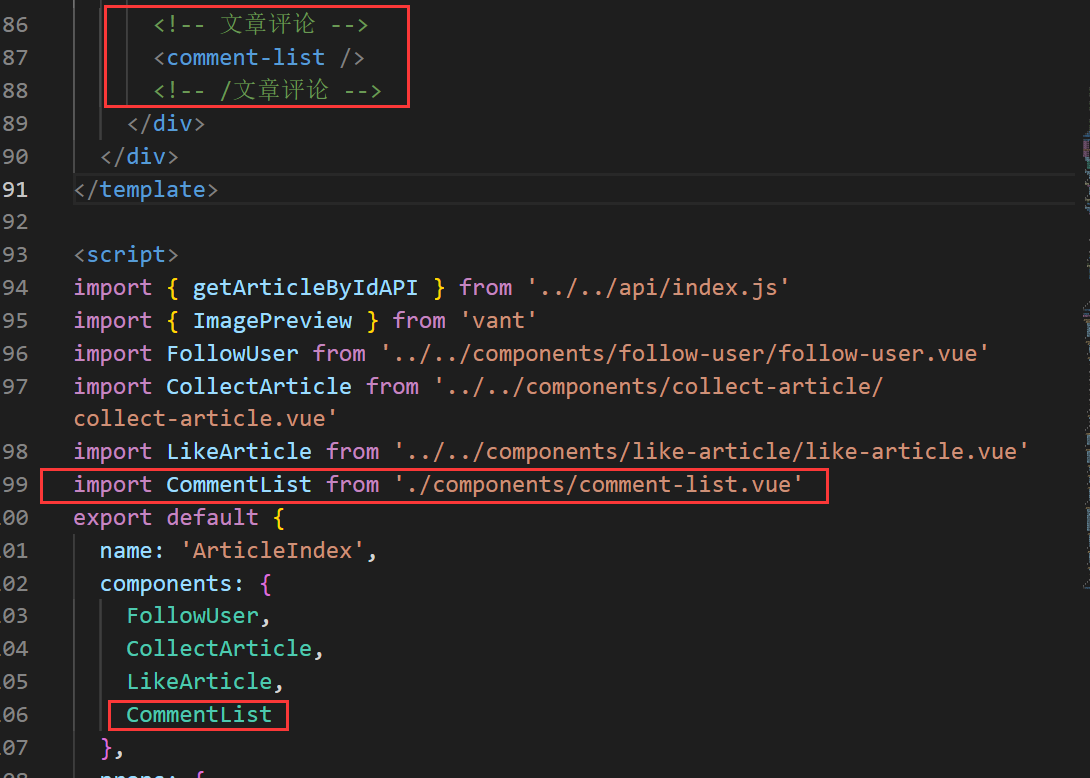 86 <!-- 文章评论 -->
87 <comment-list />
88 <!-- /文章评论 -->
89 </div>
90 </div>
91 </template>
92
93 <script>
94 import { getArticleByIdAPI } from '../../api/index.js'
95 import { ImagePreview } from 'vant'
96 import FollowUser from '../../components/follow-user/follow-user.vue'
97 import CollectArticle from '../../components/collect-article/
collect-article.vue'
98 import LikeArticle from '../../components/like-article/like-article.vue'
99 import CommentList from './components/comment-list.vue'
00 export default {
01 name: 'ArticleIndex',
02 components: {
03 FollowUser,
04 CollectArticle,
05 LikeArticle,
06 CommentList
07 },
08 props: {